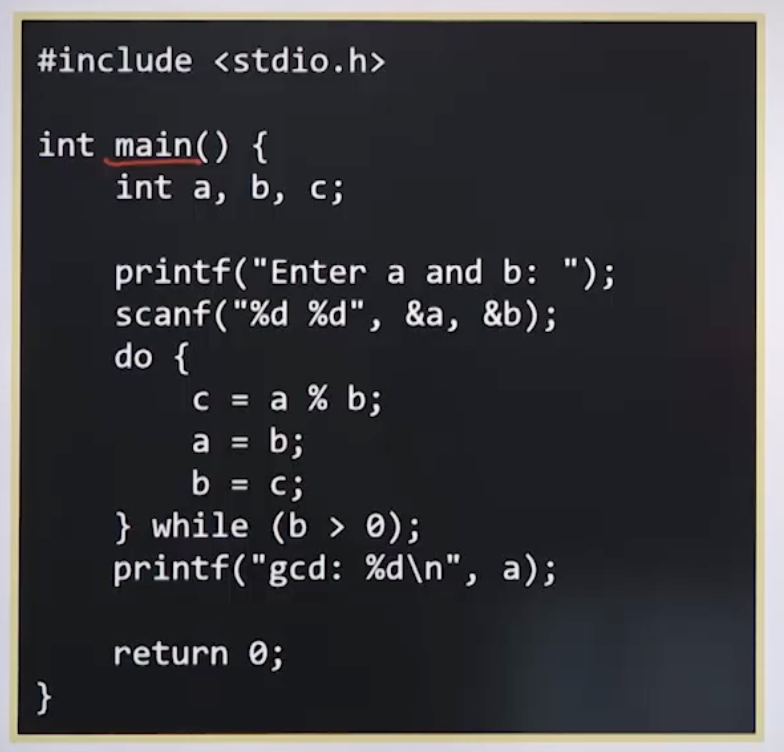 #include <stdio.h>

int main() {
    int a, b, c;

    printf("Enter a and b: ");
    scanf("%d %d", &a, &b);
    do {
        c = a % b;
        a = b;
        b = c;
    } while (b > 0);
    printf("gcd: %d\n", a);

    return 0;
}